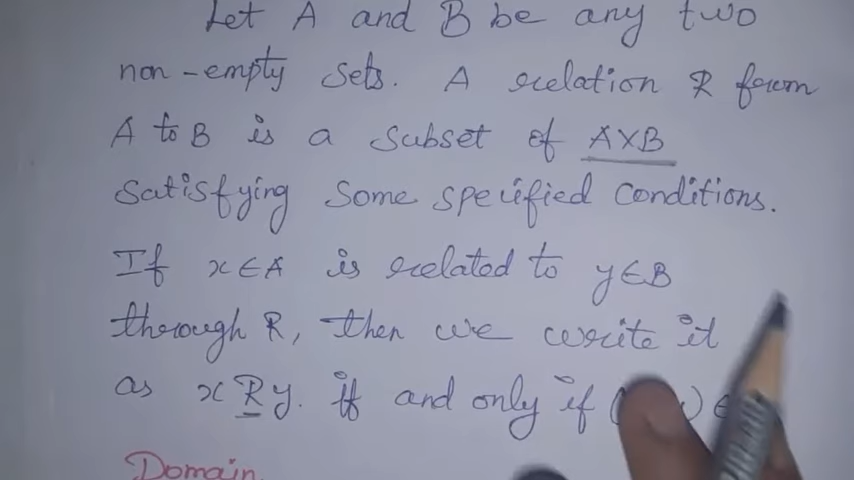 Let A and B be any two
non-empty sets. A relation R from
A to B is a subset of A×B
satisfying some specified conditions.
If x∈A is related to y∈B
through R, then we write it
as x R y. if and only if (
Domain